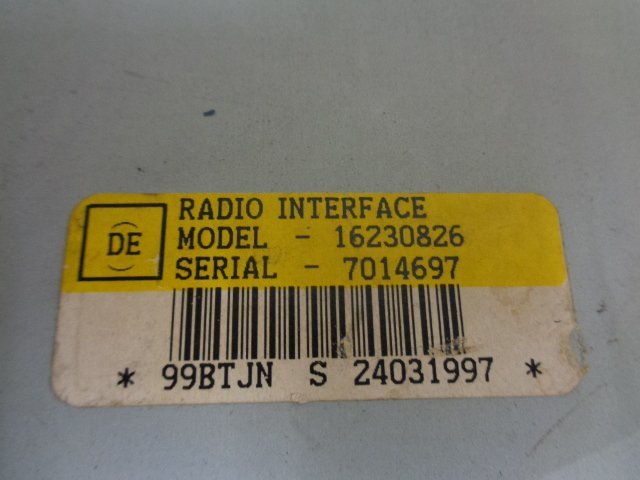 DE
RADIO INTERFACE
MODEL - 16230826
SERIAL - 7014697
* 99BTJN S 24031997 *